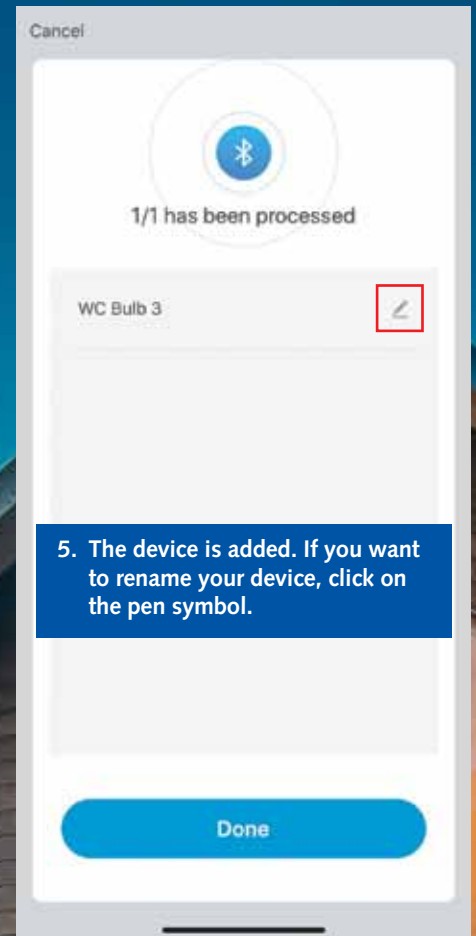 Cancel
1/1 has been processed
WC Bulb 3
5. The device is added. If you want
to rename your device, click on
the pen symbol.
Done